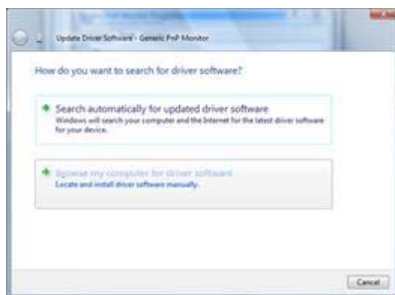 Update Driver Software - Generic PnP Monitor
How do you want to search for driver software?
Search automatically for updated driver software
Windows will search your computer and the Internet for the latest driver software
for your device.
Browse my computer for driver software
Locate and install driver software manually.
Cancel